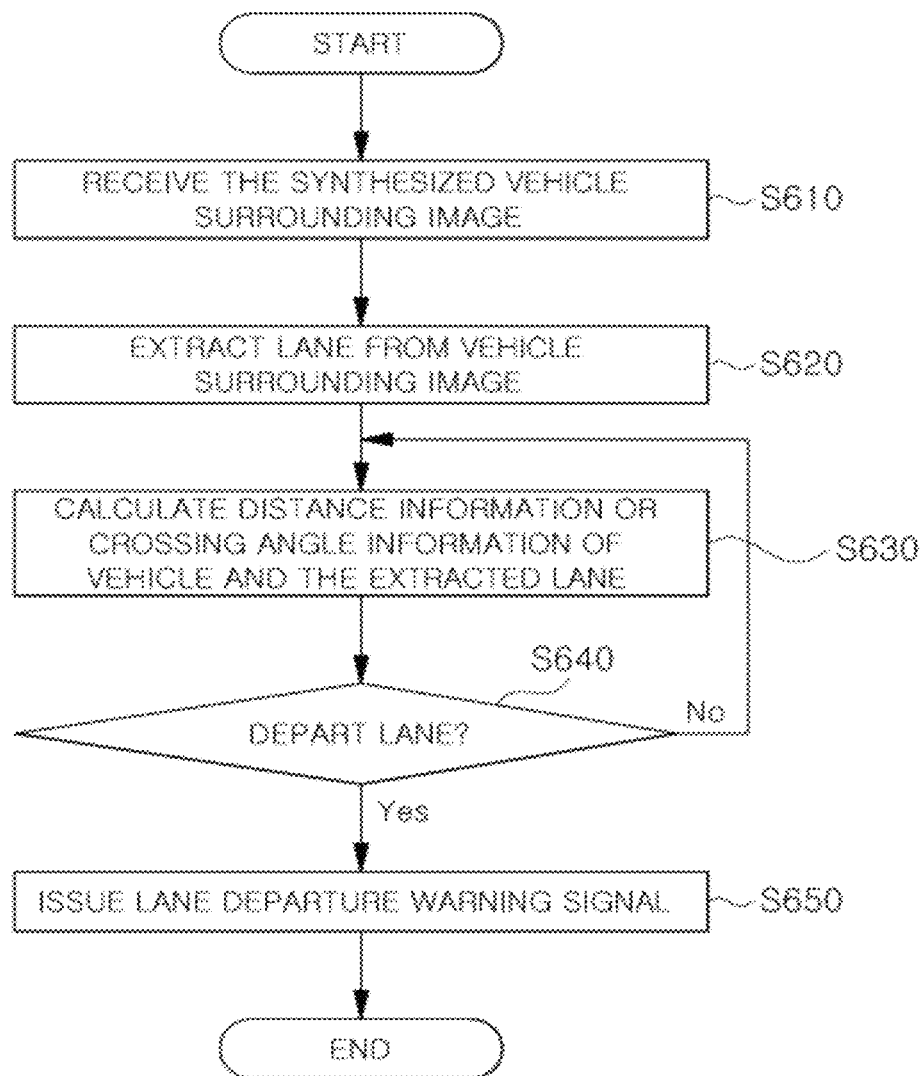 START
RECEIVE THE SYNTHESIZED VEHICLE
SURROUNDING IMAGE
S610
EXTRACT LANE FROM VEHICLE
SURROUNDING IMAGE
S620
CALCULATE DISTANCE INFORMATION OR
CROSSING ANGLE INFORMATION OF
VEHICLE AND THE EXTRACTED LANE
S630
S640
DEPART LANE?
No
Yes
ISSUE LANE DEPARTURE WARNING SIGNAL
S650
END